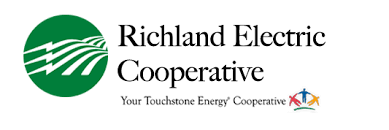 Richland Electric
Cooperative
Your Touchstone Energy® Cooperative